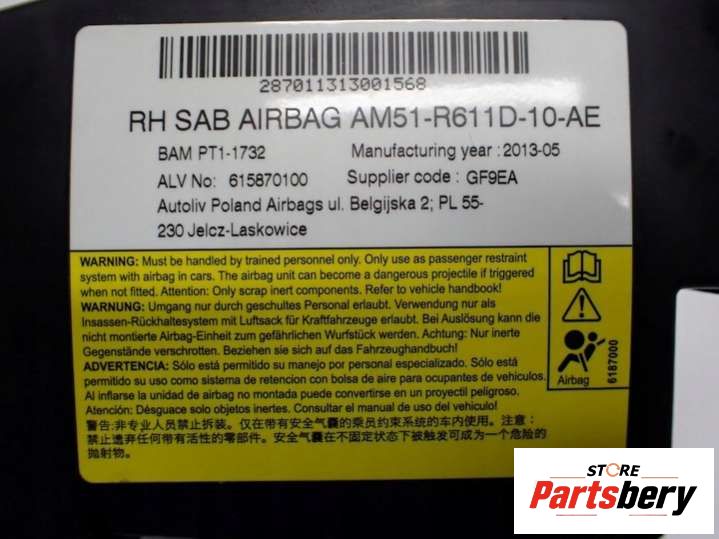 287011313001568
RH SAB AIRBAG AM51-R611D-10-AE
BAM PT1-1732 Manufacturing year : 2013-05
ALV No: 615870100 Supplier code : GF9EA
Autoliv Poland Airbags ul. Belgijska 2; PL 55-
230 Jelcz-Laskowice
WARNING: Must be handled by trained personnel only. Only use as passenger restraint
system with airbag in cars. The airbag unit can become a dangerous projectile if triggered
when not fitted. Attention: Only scrap inert components. Refer to vehicle handbook!
WARNUNG: Umgang nur durch geschultes Personal erlaubt. Verwendung nur als
Insassen-Rückhaltesystem mit Luftsack für Kraftfahrzeuge erlaubt. Bei Auslösung kann die
nicht montierte Airbag-Einheit zum gefährlichen Wurfstück werden. Achtung: Nur inerte
Gegenstände verschrotten. Beziehen sie sich auf das Fahrzeughandbuch!
ADVERTENCIA: Sólo está permitido su manejo por personal especializado. Sólo está
permitido su uso como sistema de retencion con bolsa de aire para ocupantes de vehículos.
Al inflarse la unidad de airbag no montada puede convertirse en un proyectil peligroso.
Atención: Désguace solo objetos inertes. Consultar el manual de uso del vehículo!
警告:非专业人员禁止拆装。仅在带有安全气囊的乘员约束系统的车内使用。注意:
禁止遗弃任何带有活性的零部件。安全气囊在不固定状态下被触发可成为一个危险的
抛射物。
Airbag
6187000
STORE
Partsbery